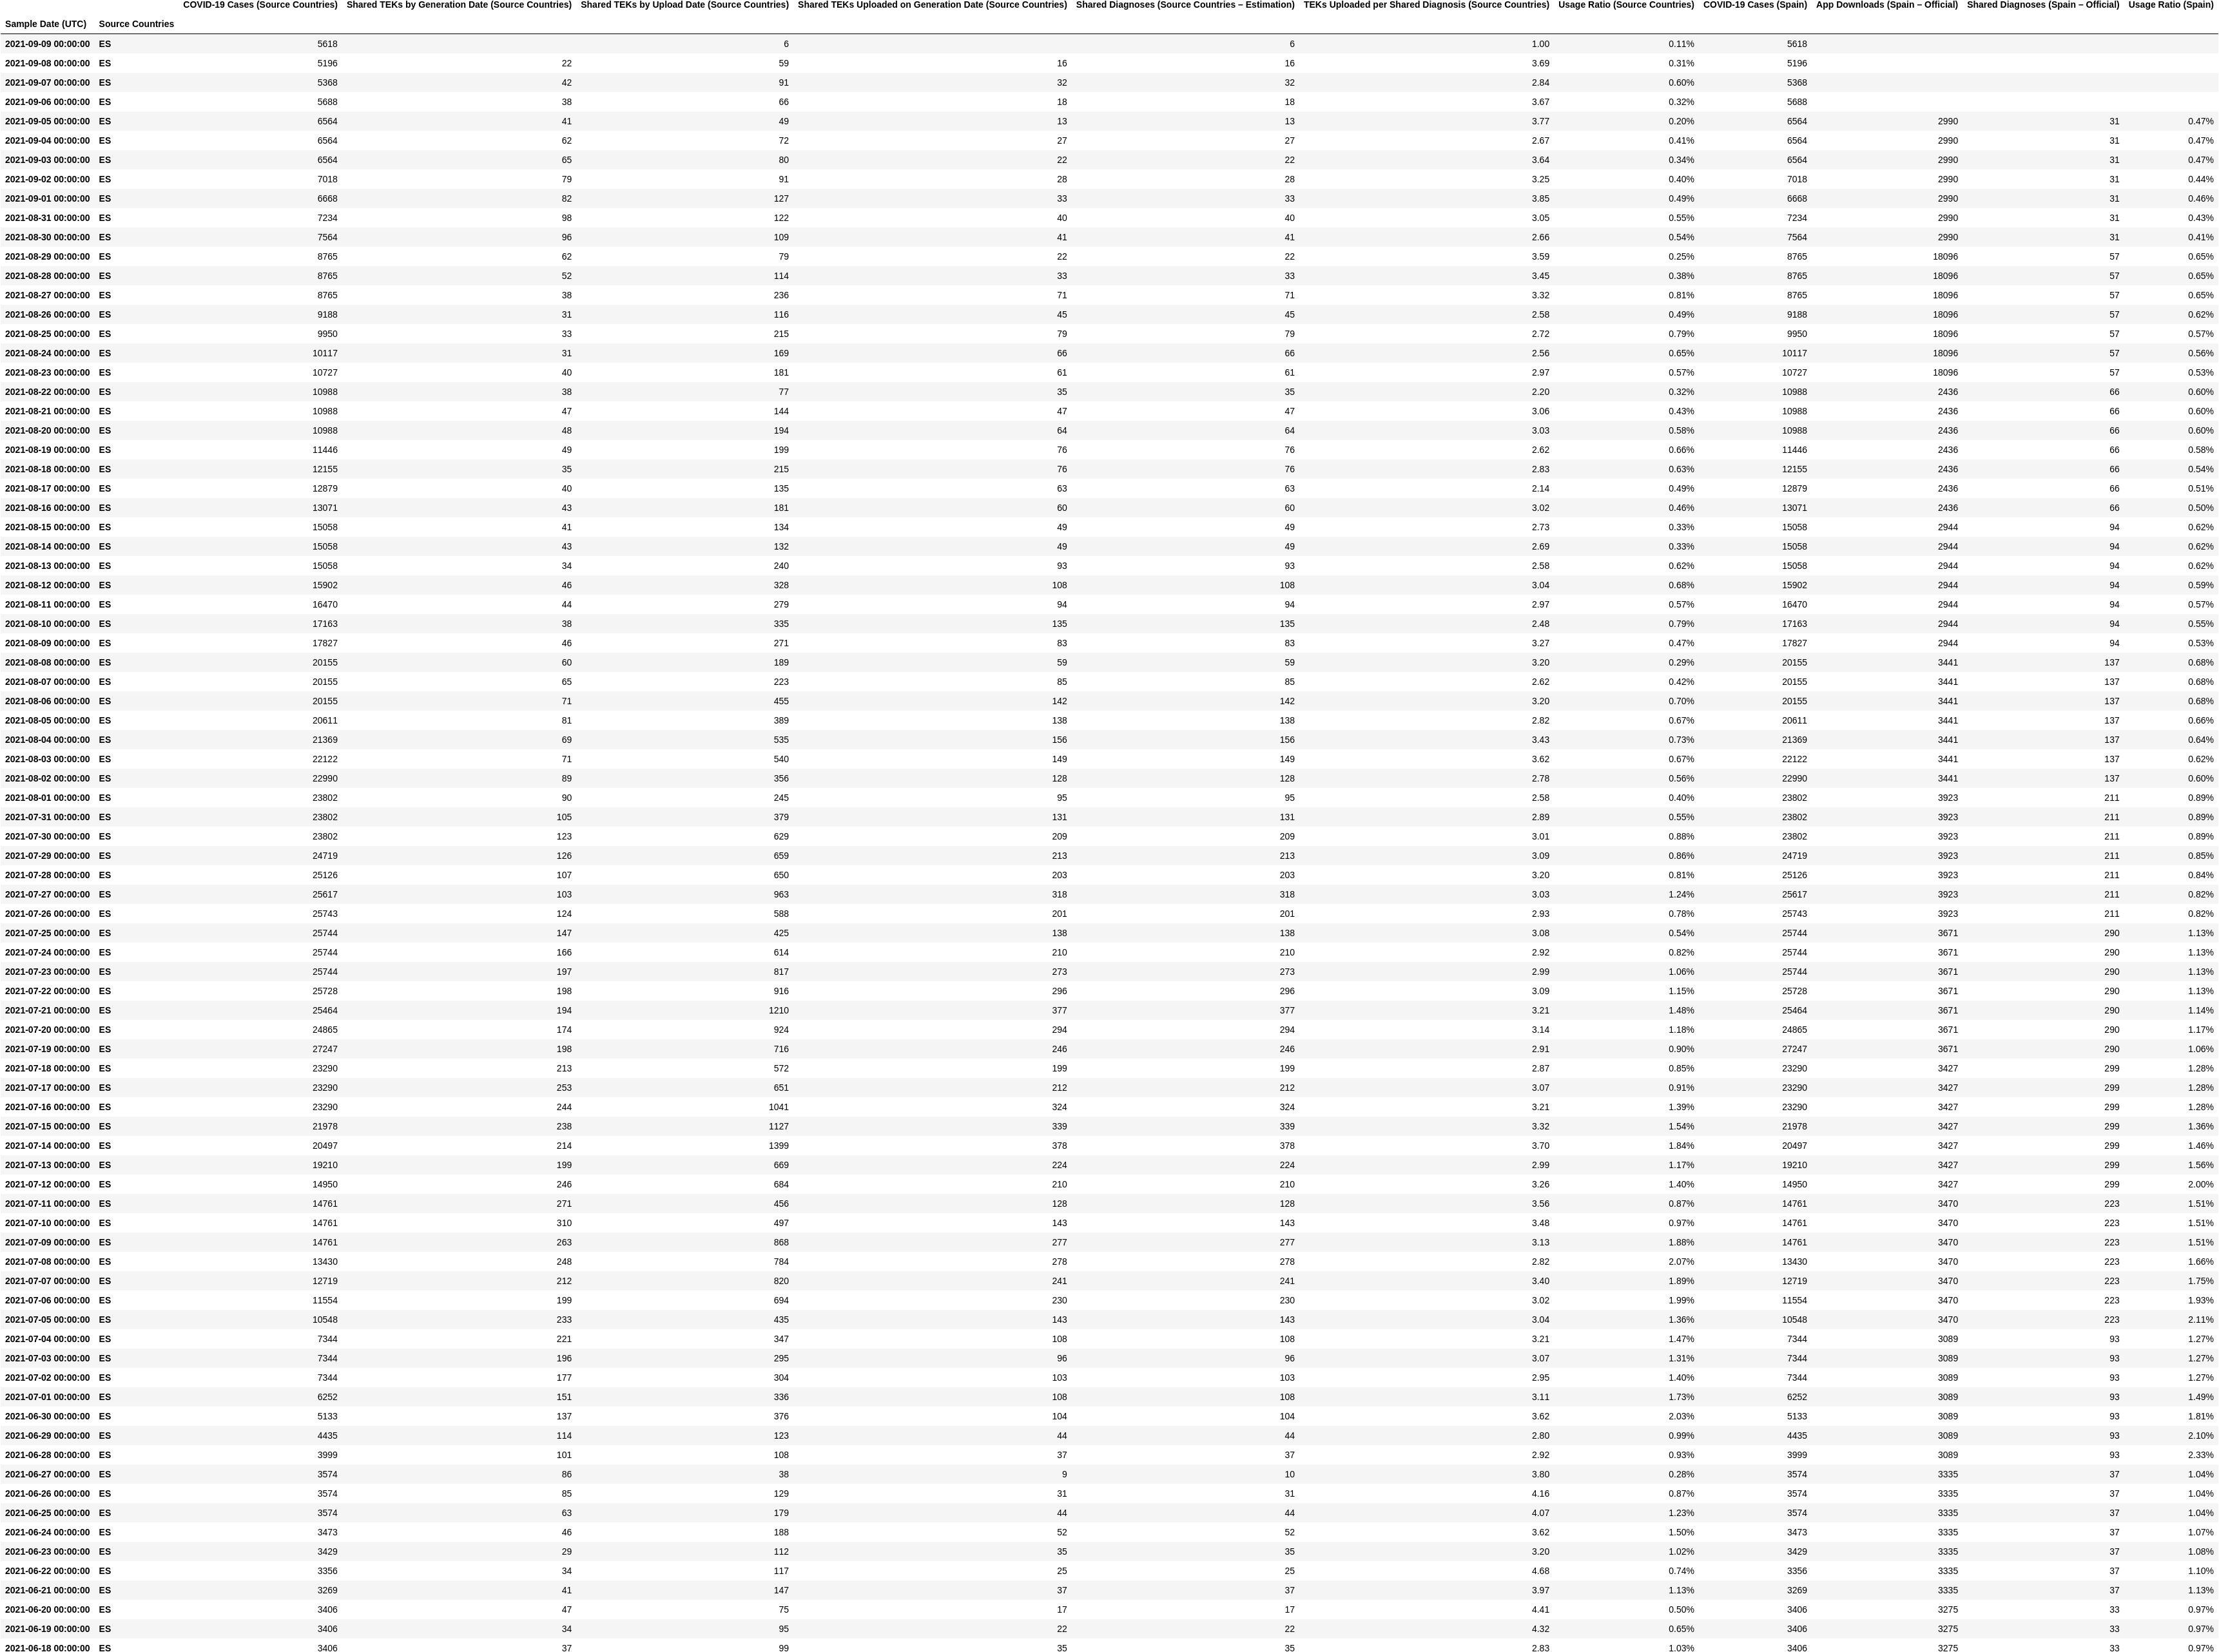 COVID-19 Cases (Source Countries) Shared TEKs by Generation Date (Source Countries) Shared TEKs by Upload Date (Source Countries) Shared TEKs Uploaded on Generation Date (Source Countries) Shared Diagnoses (Source Countries – Estimation) TEKs Uploaded per Shared Diagnosis (Source Countries) Usage Ratio (Source Countries) COVID-19 Cases (Spain) App Downloads (Spain – Official) Shared Diagnoses (Spain – Official) Usage Ratio (Spain)
Sample Date (UTC) Source Countries
2021-09-09 00:00:00 ES 5618 6 6 1.00 0.11% 5618
2021-09-08 00:00:00 ES 5196 22 59 16 16 3.69 0.31% 5196
2021-09-07 00:00:00 ES 5368 42 91 32 32 2.84 0.60% 5368
2021-09-06 00:00:00 ES 5688 38 66 18 18 3.67 0.32% 5688
2021-09-05 00:00:00 ES 6564 41 49 13 13 3.77 0.20% 6564 2990 31 0.47%
2021-09-04 00:00:00 ES 6564 62 72 27 27 2.67 0.41% 6564 2990 31 0.47%
2021-09-03 00:00:00 ES 6564 65 80 22 22 3.64 0.34% 6564 2990 31 0.47%
2021-09-02 00:00:00 ES 7018 79 91 28 28 3.25 0.40% 7018 2990 31 0.44%
2021-09-01 00:00:00 ES 6668 82 127 33 33 3.85 0.49% 6668 2990 31 0.46%
2021-08-31 00:00:00 ES 7234 98 122 40 40 3.05 0.55% 7234 2990 31 0.43%
2021-08-30 00:00:00 ES 7564 96 109 41 41 2.66 0.54% 7564 2990 31 0.41%
2021-08-29 00:00:00 ES 8765 62 79 22 22 3.59 0.25% 8765 18096 57 0.65%
2021-08-28 00:00:00 ES 8765 52 114 33 33 3.45 0.38% 8765 18096 57 0.65%
2021-08-27 00:00:00 ES 8765 38 236 71 71 3.32 0.81% 8765 18096 57 0.65%
2021-08-26 00:00:00 ES 9188 31 116 45 45 2.58 0.49% 9188 18096 57 0.62%
2021-08-25 00:00:00 ES 9950 33 215 79 79 2.72 0.79% 9950 18096 57 0.57%
2021-08-24 00:00:00 ES 10117 31 169 66 66 2.56 0.65% 10117 18096 57 0.56%
2021-08-23 00:00:00 ES 10727 40 181 61 61 2.97 0.57% 10727 18096 57 0.53%
2021-08-22 00:00:00 ES 10988 38 77 35 35 2.20 0.32% 10988 2436 66 0.60%
2021-08-21 00:00:00 ES 10988 47 144 47 47 3.06 0.43% 10988 2436 66 0.60%
2021-08-20 00:00:00 ES 10988 48 194 64 64 3.03 0.58% 10988 2436 66 0.60%
2021-08-19 00:00:00 ES 11446 49 199 76 76 2.62 0.66% 11446 2436 66 0.58%
2021-08-18 00:00:00 ES 12155 35 215 76 76 2.83 0.63% 12155 2436 66 0.54%
2021-08-17 00:00:00 ES 12879 40 135 63 63 2.14 0.49% 12879 2436 66 0.51%
2021-08-16 00:00:00 ES 13071 43 181 60 60 3.02 0.46% 13071 2436 66 0.50%
2021-08-15 00:00:00 ES 15058 41 134 49 49 2.73 0.33% 15058 2944 94 0.62%
2021-08-14 00:00:00 ES 15058 43 132 49 49 2.69 0.33% 15058 2944 94 0.62%
2021-08-13 00:00:00 ES 15058 34 240 93 93 2.58 0.62% 15058 2944 94 0.62%
2021-08-12 00:00:00 ES 15902 46 328 108 108 3.04 0.68% 15902 2944 94 0.59%
2021-08-11 00:00:00 ES 16470 44 279 94 94 2.97 0.57% 16470 2944 94 0.57%
2021-08-10 00:00:00 ES 17163 38 335 135 135 2.48 0.79% 17163 2944 94 0.55%
2021-08-09 00:00:00 ES 17827 46 271 83 83 3.27 0.47% 17827 2944 94 0.53%
2021-08-08 00:00:00 ES 20155 60 189 59 59 3.20 0.29% 20155 3441 137 0.68%
2021-08-07 00:00:00 ES 20155 65 223 85 85 2.62 0.42% 20155 3441 137 0.68%
2021-08-06 00:00:00 ES 20155 71 455 142 142 3.20 0.70% 20155 3441 137 0.68%
2021-08-05 00:00:00 ES 20611 81 389 138 138 2.82 0.67% 20611 3441 137 0.66%
2021-08-04 00:00:00 ES 21369 69 535 156 156 3.43 0.73% 21369 3441 137 0.64%
2021-08-03 00:00:00 ES 22122 71 540 149 149 3.62 0.67% 22122 3441 137 0.62%
2021-08-02 00:00:00 ES 22990 89 356 128 128 2.78 0.56% 22990 3441 137 0.60%
2021-08-01 00:00:00 ES 23802 90 245 95 95 2.58 0.40% 23802 3923 211 0.89%
2021-07-31 00:00:00 ES 23802 105 379 131 131 2.89 0.55% 23802 3923 211 0.89%
2021-07-30 00:00:00 ES 23802 123 629 209 209 3.01 0.88% 23802 3923 211 0.89%
2021-07-29 00:00:00 ES 24719 126 659 213 213 3.09 0.86% 24719 3923 211 0.85%
2021-07-28 00:00:00 ES 25126 107 650 203 203 3.20 0.81% 25126 3923 211 0.84%
2021-07-27 00:00:00 ES 25617 103 963 318 318 3.03 1.24% 25617 3923 211 0.82%
2021-07-26 00:00:00 ES 25743 124 588 201 201 2.93 0.78% 25743 3923 211 0.82%
2021-07-25 00:00:00 ES 25744 147 425 138 138 3.08 0.54% 25744 3671 290 1.13%
2021-07-24 00:00:00 ES 25744 166 614 210 210 2.92 0.82% 25744 3671 290 1.13%
2021-07-23 00:00:00 ES 25744 197 817 273 273 2.99 1.06% 25744 3671 290 1.13%
2021-07-22 00:00:00 ES 25728 198 916 296 296 3.09 1.15% 25728 3671 290 1.13%
2021-07-21 00:00:00 ES 25464 194 1210 377 377 3.21 1.48% 25464 3671 290 1.14%
2021-07-20 00:00:00 ES 24865 174 924 294 294 3.14 1.18% 24865 3671 290 1.17%
2021-07-19 00:00:00 ES 27247 198 716 246 246 2.91 0.90% 27247 3671 290 1.06%
2021-07-18 00:00:00 ES 23290 213 572 199 199 2.87 0.85% 23290 3427 299 1.28%
2021-07-17 00:00:00 ES 23290 253 651 212 212 3.07 0.91% 23290 3427 299 1.28%
2021-07-16 00:00:00 ES 23290 244 1041 324 324 3.21 1.39% 23290 3427 299 1.28%
2021-07-15 00:00:00 ES 21978 238 1127 339 339 3.32 1.54% 21978 3427 299 1.36%
2021-07-14 00:00:00 ES 20497 214 1399 378 378 3.70 1.84% 20497 3427 299 1.46%
2021-07-13 00:00:00 ES 19210 199 669 224 224 2.99 1.17% 19210 3427 299 1.56%
2021-07-12 00:00:00 ES 14950 246 684 210 210 3.26 1.40% 14950 3427 299 2.00%
2021-07-11 00:00:00 ES 14761 271 456 128 128 3.56 0.87% 14761 3470 223 1.51%
2021-07-10 00:00:00 ES 14761 310 497 143 143 3.48 0.97% 14761 3470 223 1.51%
2021-07-09 00:00:00 ES 14761 263 868 277 277 3.13 1.88% 14761 3470 223 1.51%
2021-07-08 00:00:00 ES 13430 248 784 278 278 2.82 2.07% 13430 3470 223 1.66%
2021-07-07 00:00:00 ES 12719 212 820 241 241 3.40 1.89% 12719 3470 223 1.75%
2021-07-06 00:00:00 ES 11554 199 694 230 230 3.02 1.99% 11554 3470 223 1.93%
2021-07-05 00:00:00 ES 10548 233 435 143 143 3.04 1.36% 10548 3470 223 2.11%
2021-07-04 00:00:00 ES 7344 221 347 108 108 3.21 1.47% 7344 3089 93 1.27%
2021-07-03 00:00:00 ES 7344 196 295 96 96 3.07 1.31% 7344 3089 93 1.27%
2021-07-02 00:00:00 ES 7344 177 304 103 103 2.95 1.40% 7344 3089 93 1.27%
2021-07-01 00:00:00 ES 6252 151 336 108 108 3.11 1.73% 6252 3089 93 1.49%
2021-06-30 00:00:00 ES 5133 137 376 104 104 3.62 2.03% 5133 3089 93 1.81%
2021-06-29 00:00:00 ES 4435 114 123 44 44 2.80 0.99% 4435 3089 93 2.10%
2021-06-28 00:00:00 ES 3999 101 108 37 37 2.92 0.93% 3999 3089 93 2.33%
2021-06-27 00:00:00 ES 3574 86 38 9 10 3.80 0.28% 3574 3335 37 1.04%
2021-06-26 00:00:00 ES 3574 85 129 31 31 4.16 0.87% 3574 3335 37 1.04%
2021-06-25 00:00:00 ES 3574 63 179 44 44 4.07 1.23% 3574 3335 37 1.04%
2021-06-24 00:00:00 ES 3473 46 188 52 52 3.62 1.50% 3473 3335 37 1.07%
2021-06-23 00:00:00 ES 3429 29 112 35 35 3.20 1.02% 3429 3335 37 1.08%
2021-06-22 00:00:00 ES 3356 34 117 25 25 4.68 0.74% 3356 3335 37 1.10%
2021-06-21 00:00:00 ES 3269 41 147 37 37 3.97 1.13% 3269 3335 37 1.13%
2021-06-20 00:00:00 ES 3406 47 75 17 17 4.41 0.50% 3406 3275 33 0.97%
2021-06-19 00:00:00 ES 3406 34 95 22 22 4.32 0.65% 3406 3275 33 0.97%
2021-06-18 00:00:00 ES 3406 37 99 35 35 2.83 1.03% 3406 3275 33 0.97%